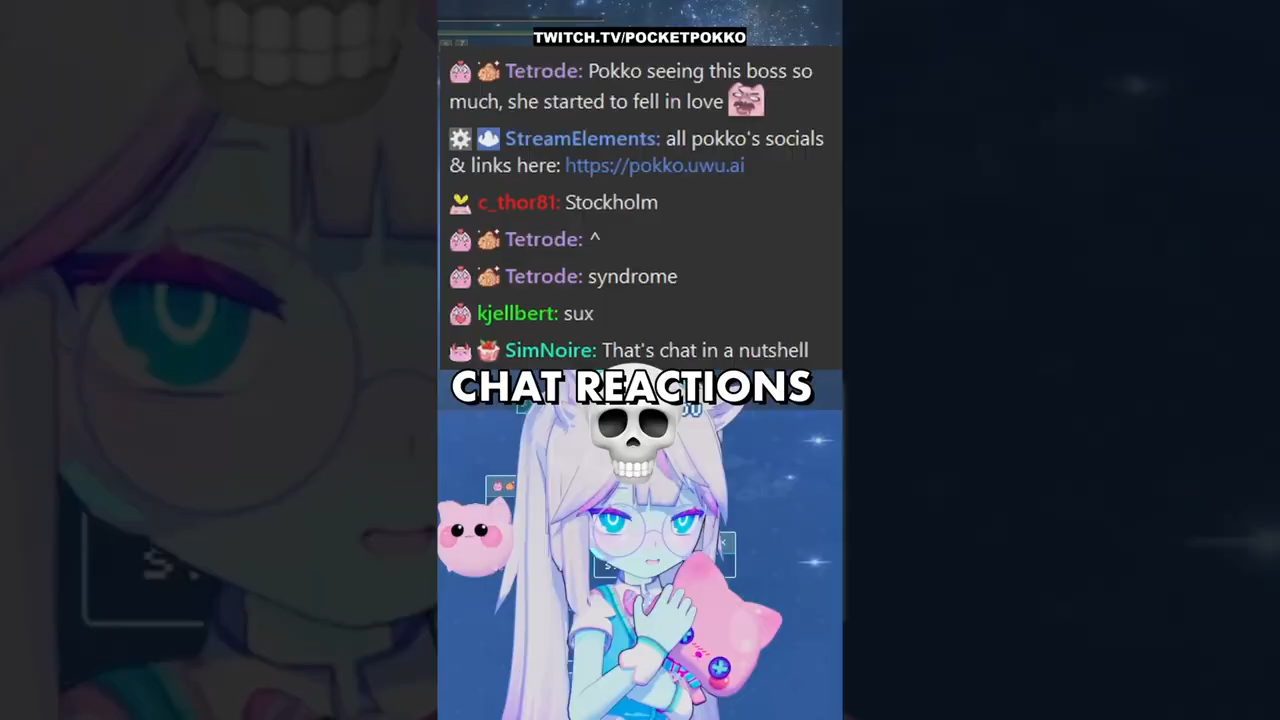 TWITCH.TV/POCKETPOKKO
Tetrode: Pokko seeing this boss so
much, she started to fell in love
StreamElements: all pokko's socials
& links here: https://pokko.uwu.ai
c_thor81: Stockholm
Tetrode: ^
Tetrode: syndrome
kjellbert: sux
SimNoire: That's chat in a nutshell
CHAT REACTIONS